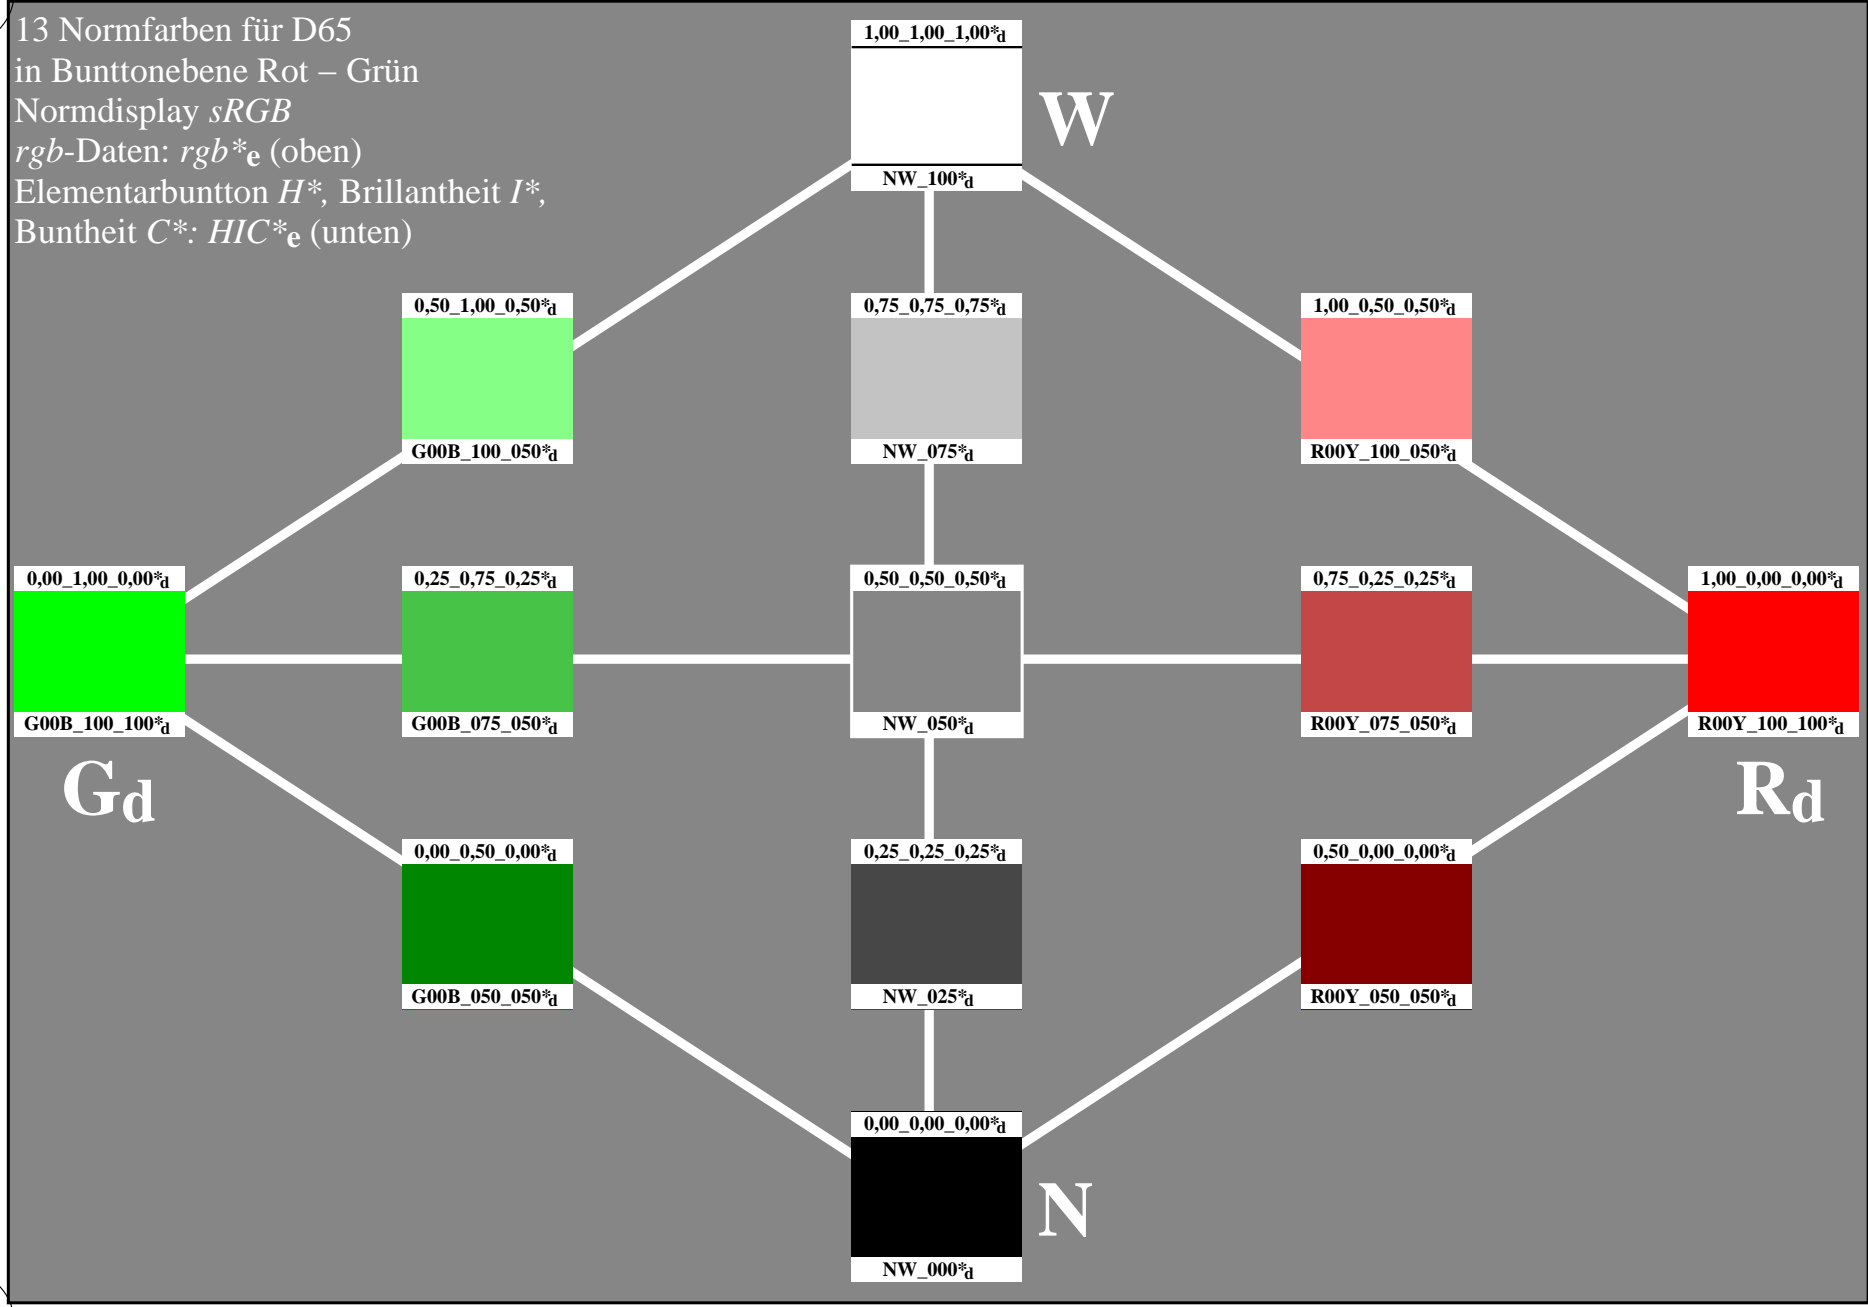 13 Normfarben für D65
in Bunttonebene Rot – Grün
Normdisplay sRGB
rgb-Daten: rgb*e (oben)
Elementarbuntton H*, Brillantheit I*,
Buntheit C*: HIC*e (unten)
1,00_1,00_1,00*d
W
NW_100*d
0,50_1,00_0,50*d
G00B_100_050*d
0,75_0,75_0,75*d
NW_075*d
1,00_0,50_0,50*d
R00Y_100_050*d
0,00_1,00_0,00*d
G00B_100_100*d
Gd
0,25_0,75_0,25*d
G00B_075_050*d
0,50_0,50_0,50*d
NW_050*d
0,75_0,25_0,25*d
R00Y_075_050*d
1,00_0,00_0,00*d
R00Y_100_100*d
Rd
0,00_0,50_0,00*d
G00B_050_050*d
0,25_0,25_0,25*d
NW_025*d
0,50_0,00_0,00*d
R00Y_050_050*d
0,00_0,00_0,00*d
N
NW_000*d